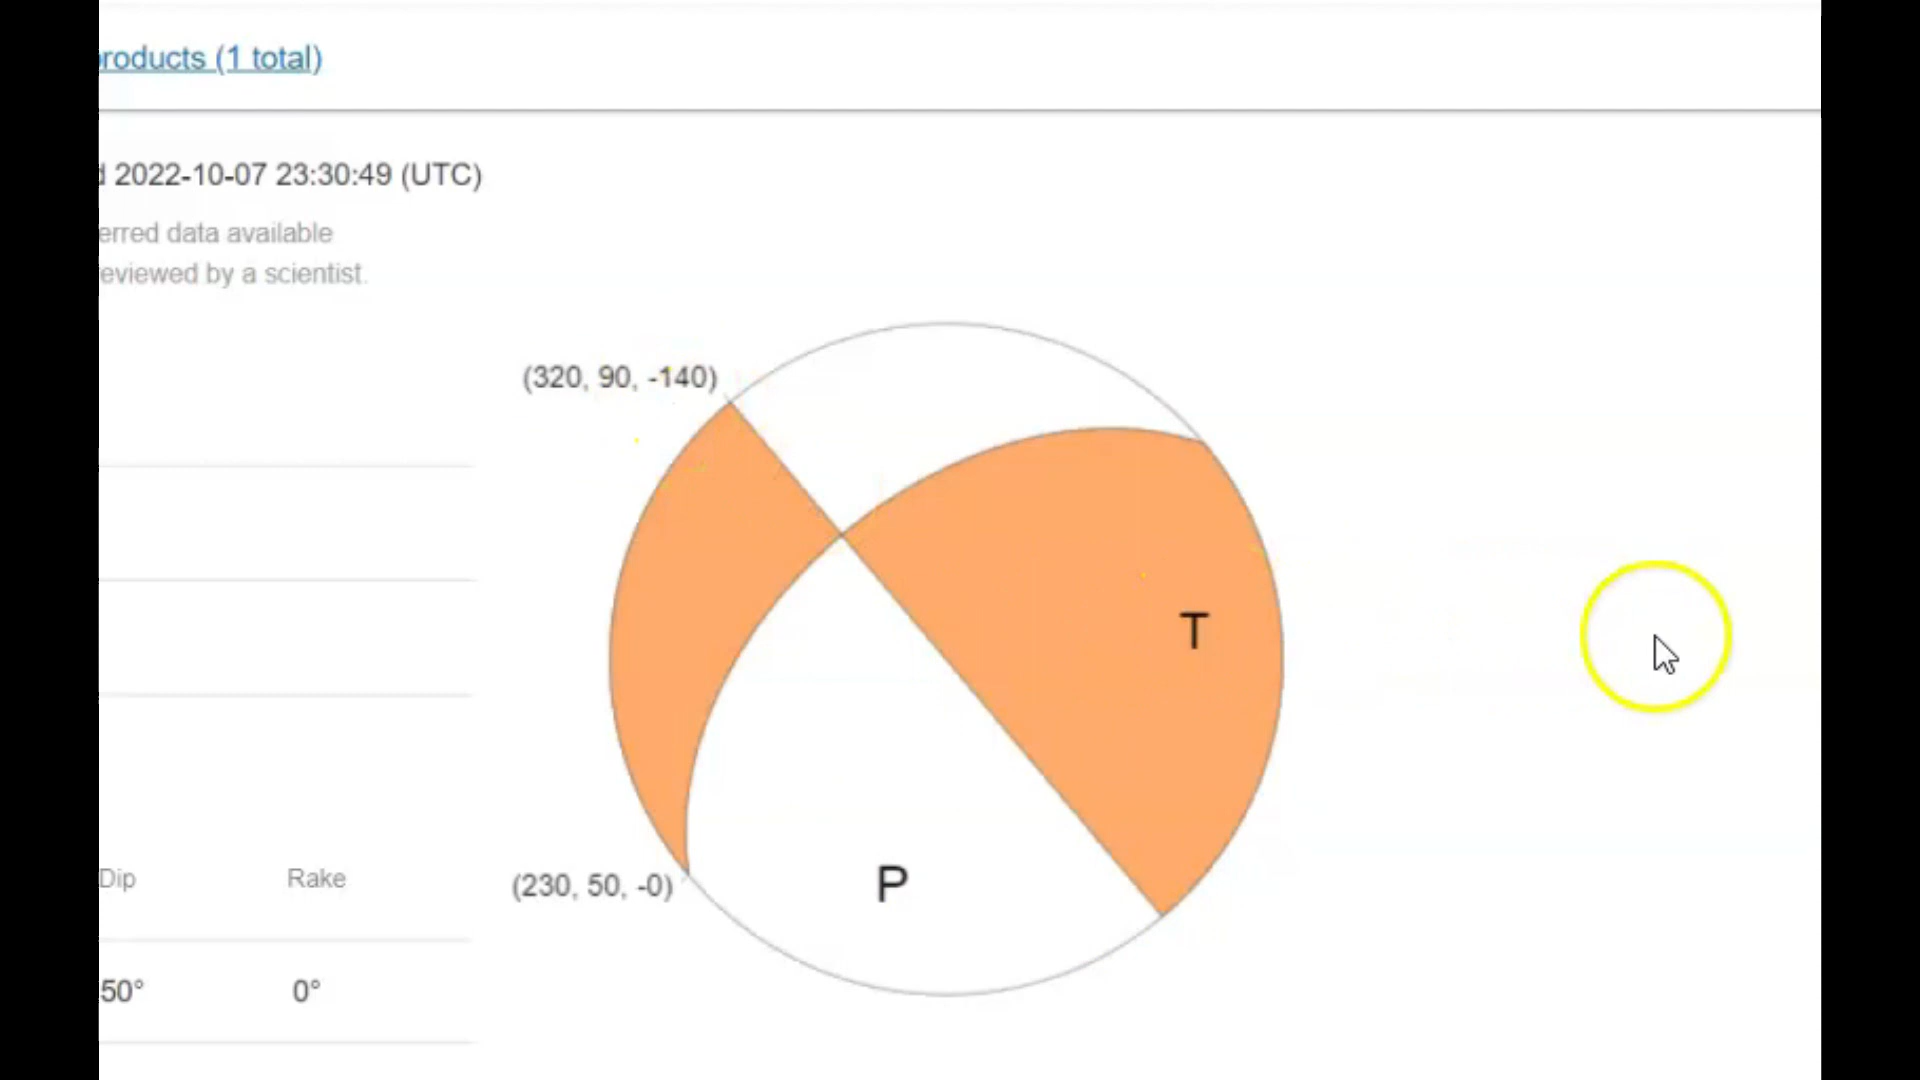 products (1 total)
d 2022-10-07 23:30:49 (UTC)
erred data available
eviewed by a scientist.
(320, 90, -140)
T
P
(230, 50, -0)
Dip Rake
50° 0°